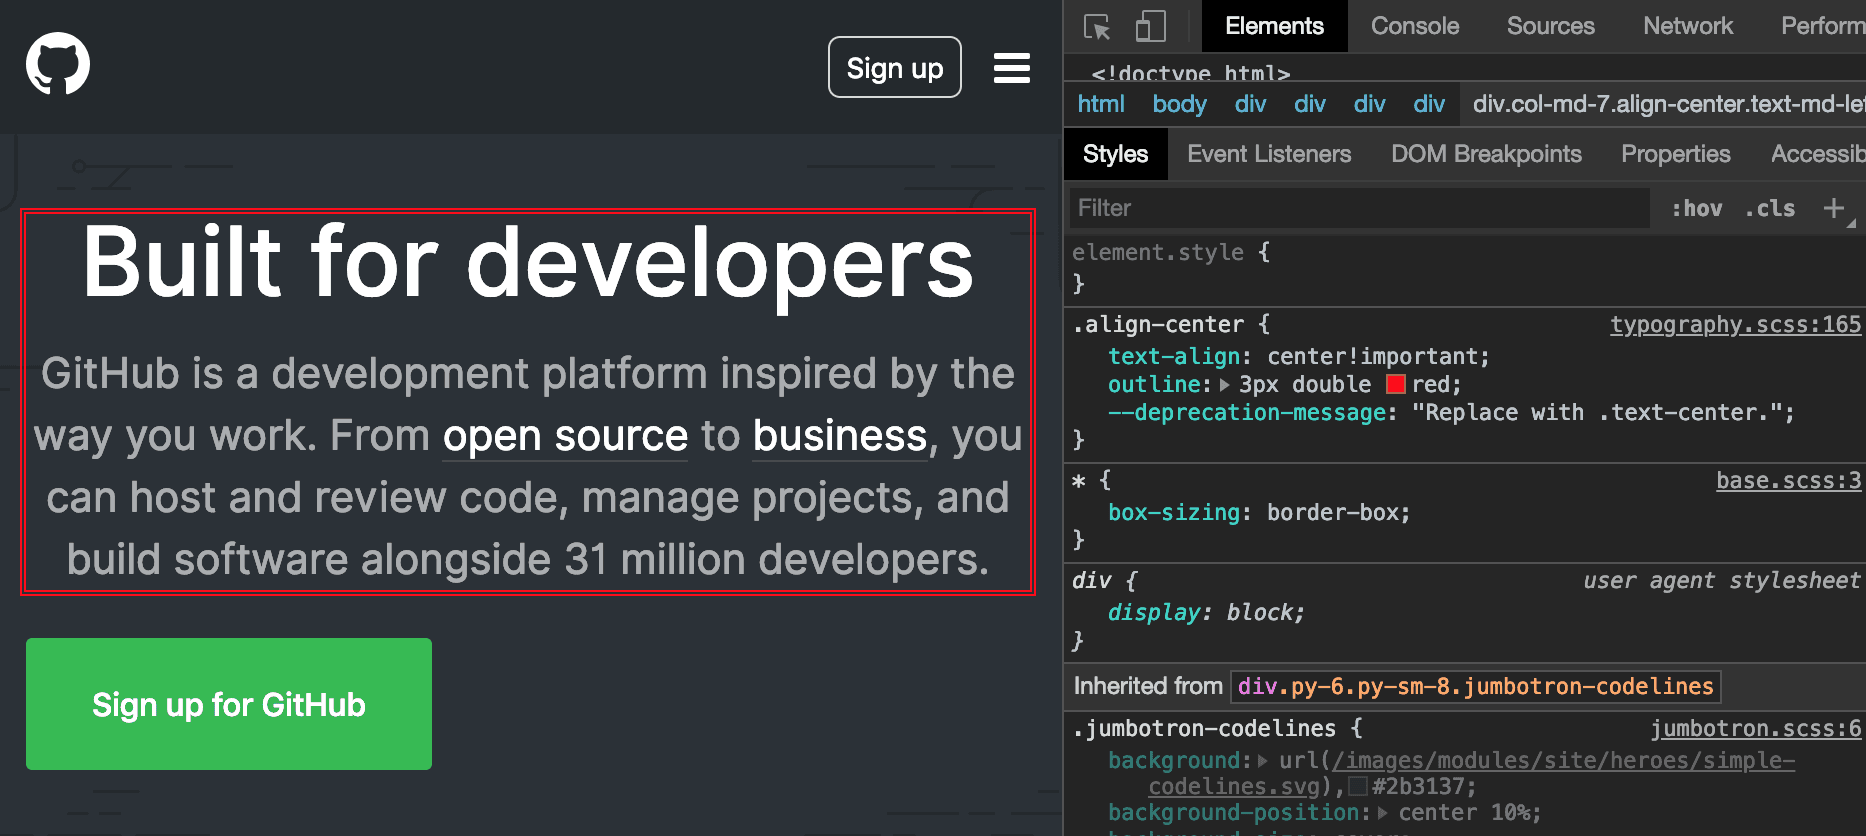 Sign up
Built for developers
GitHub is a development platform inspired by the
way you work. From open source to business, you
can host and review code, manage projects, and
build software alongside 31 million developers.
Sign up for GitHub
Elements Console Sources Network Perform
<!doctype html>
html body div div div div div.col-md-7.align-center.text-md-lef
Styles Event Listeners DOM Breakpoints Properties Accessib
Filter :hov .cls +
element.style {
}
.align-center { typography.scss:165
text-align: center!important;
outline: 3px double red;
--deprecation-message: "Replace with .text-center.";
}
* { base.scss:3
box-sizing: border-box;
}
div { user agent stylesheet
display: block;
}
Inherited from div.py-6.py-sm-8.jumbotron-codelines
.jumbotron-codelines { jumbotron.scss:6
background: url(/images/modules/site/heroes/simple-
codelines.svg), #2b3137;
background-position: center 10%;